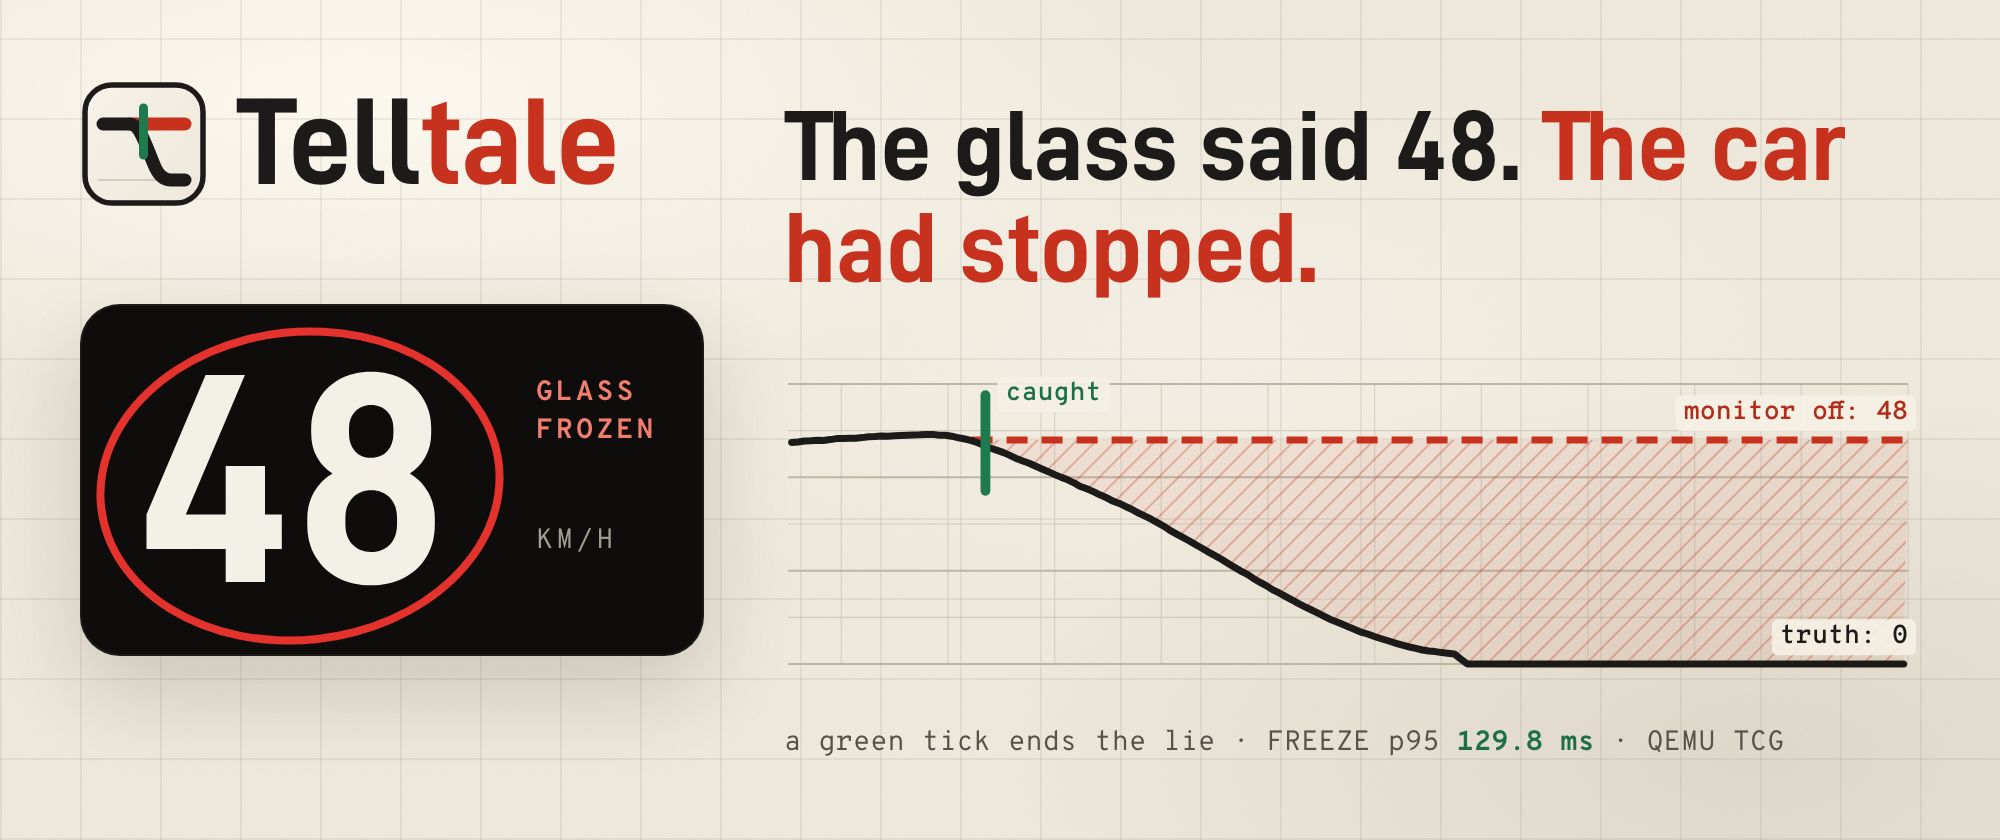 Telltale
The glass said 48. The car
had stopped.
48
GLASS
FROZEN
KM/H
caught
monitor off: 48
truth: 0
a green tick ends the lie · FREEZE p95 129.8 ms · QEMU TCG